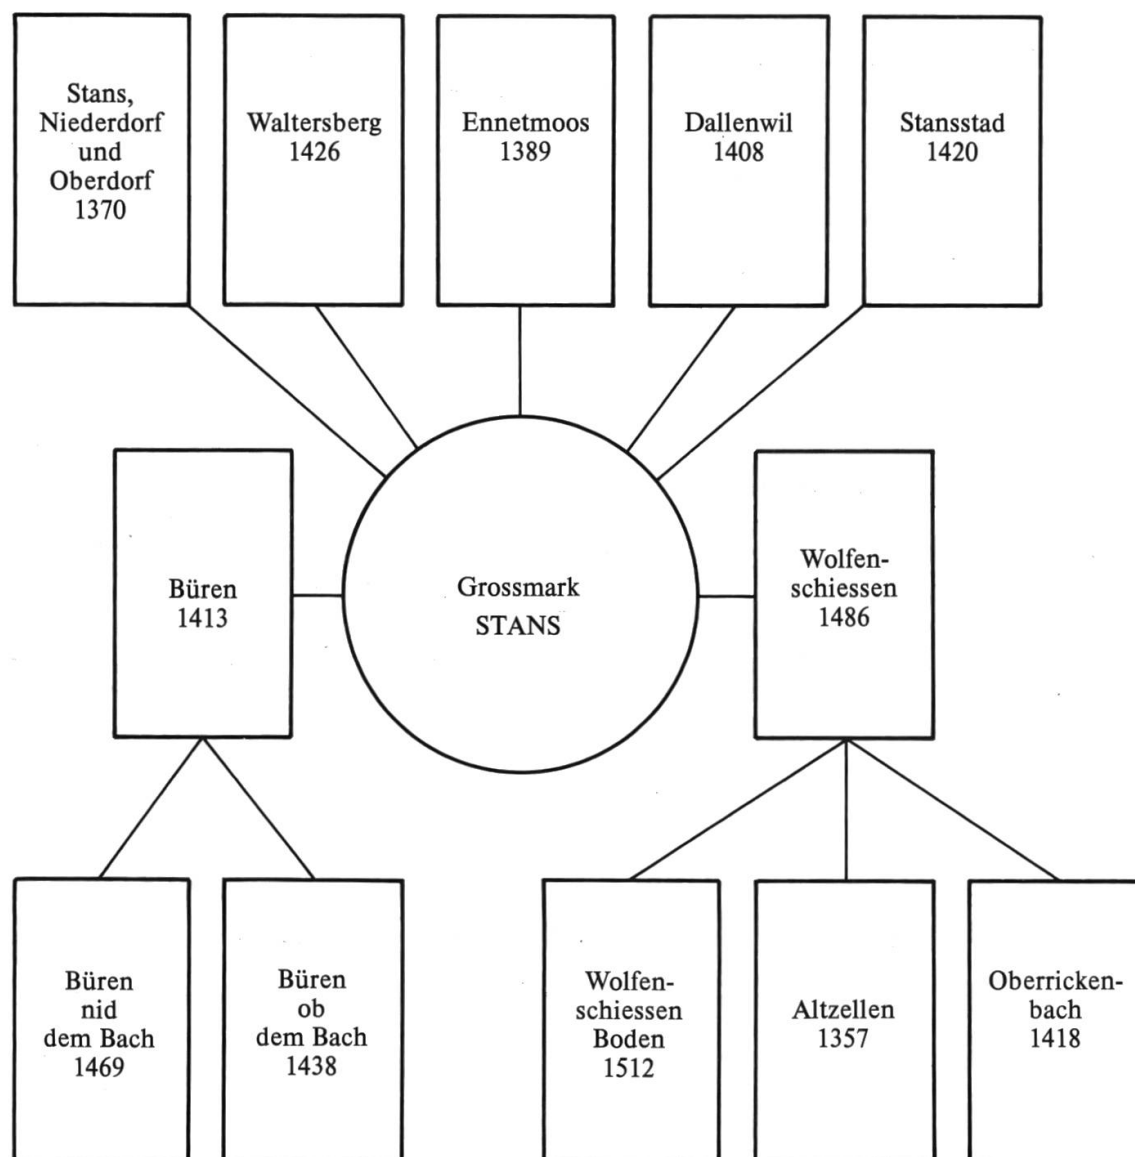 Stans,
Niederdorf
und
Oberdorf
1370
Waltersberg
1426
Ennetmoos
1389
Dallenwil
1408
Stansstad
1420
Büren
1413
Grossmark
STANS
Wolfen-
schiessen
1486
Büren
nid
dem Bach
1469
Büren
ob
dem Bach
1438
Wolfen-
schiessen
Boden
1512
Altzellen
1357
Oberricken-
bach
1418